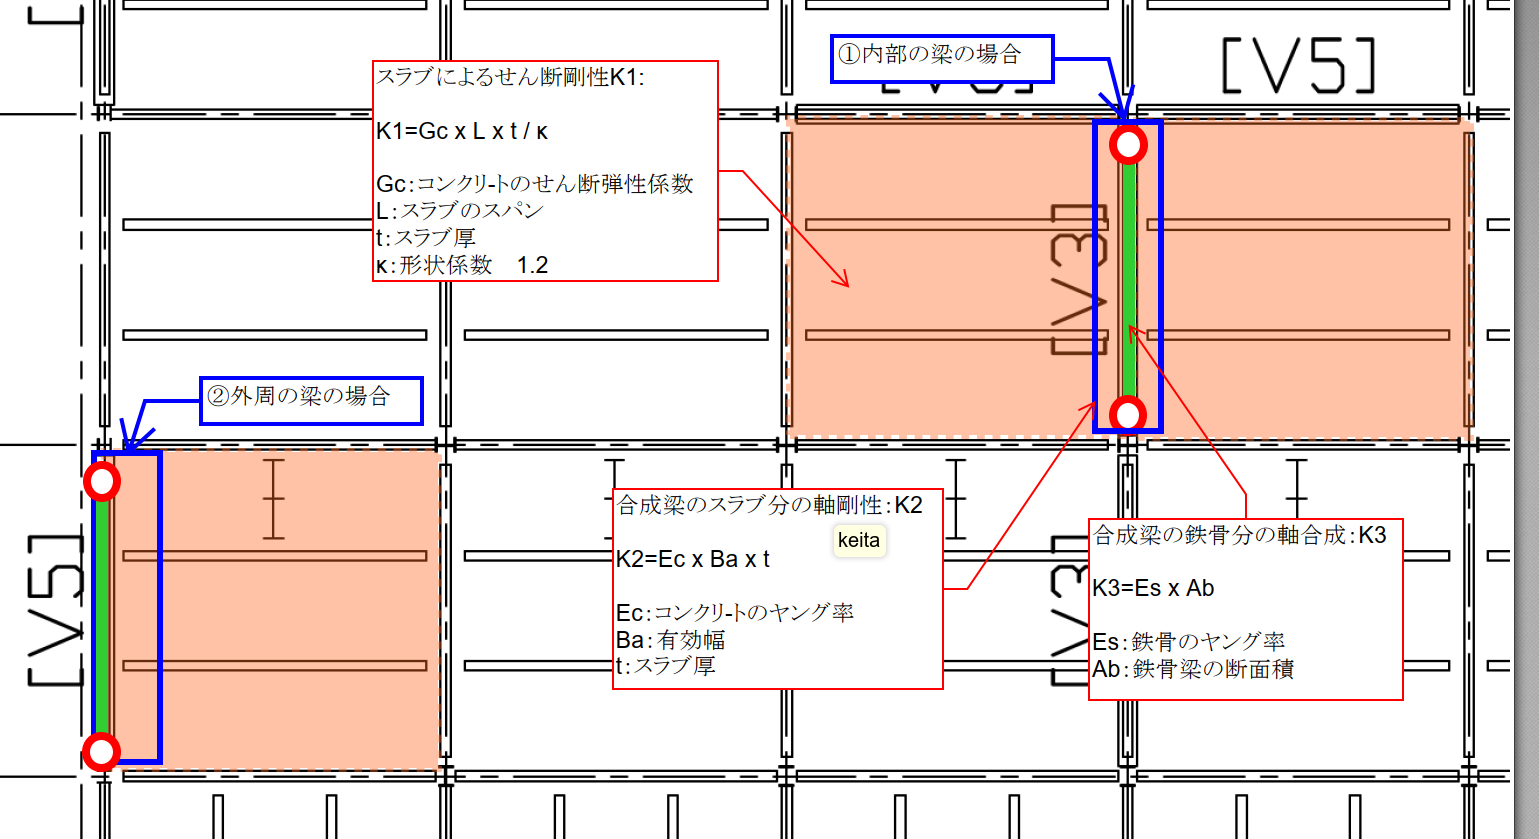 ①内部の梁の場合
[V5]
スラブによるせん断剛性K1:
K1=Gc x L x t / κ
Gc:コンクリートのせん断弾性係数
L:スラブのスパン
t:スラブ厚
κ:形状係数　1.2
[V3]
②外周の梁の場合
[V5]
合成梁のスラブ分の軸剛性:K2
keita
K2=Ec x Ba x t
Ec:コンクリートのヤング率
Ba:有効幅
t:スラブ厚
合成梁の鉄骨分の軸合成:K3
K3=Es x Ab
Es:鉄骨のヤング率
Ab:鉄骨梁の断面積